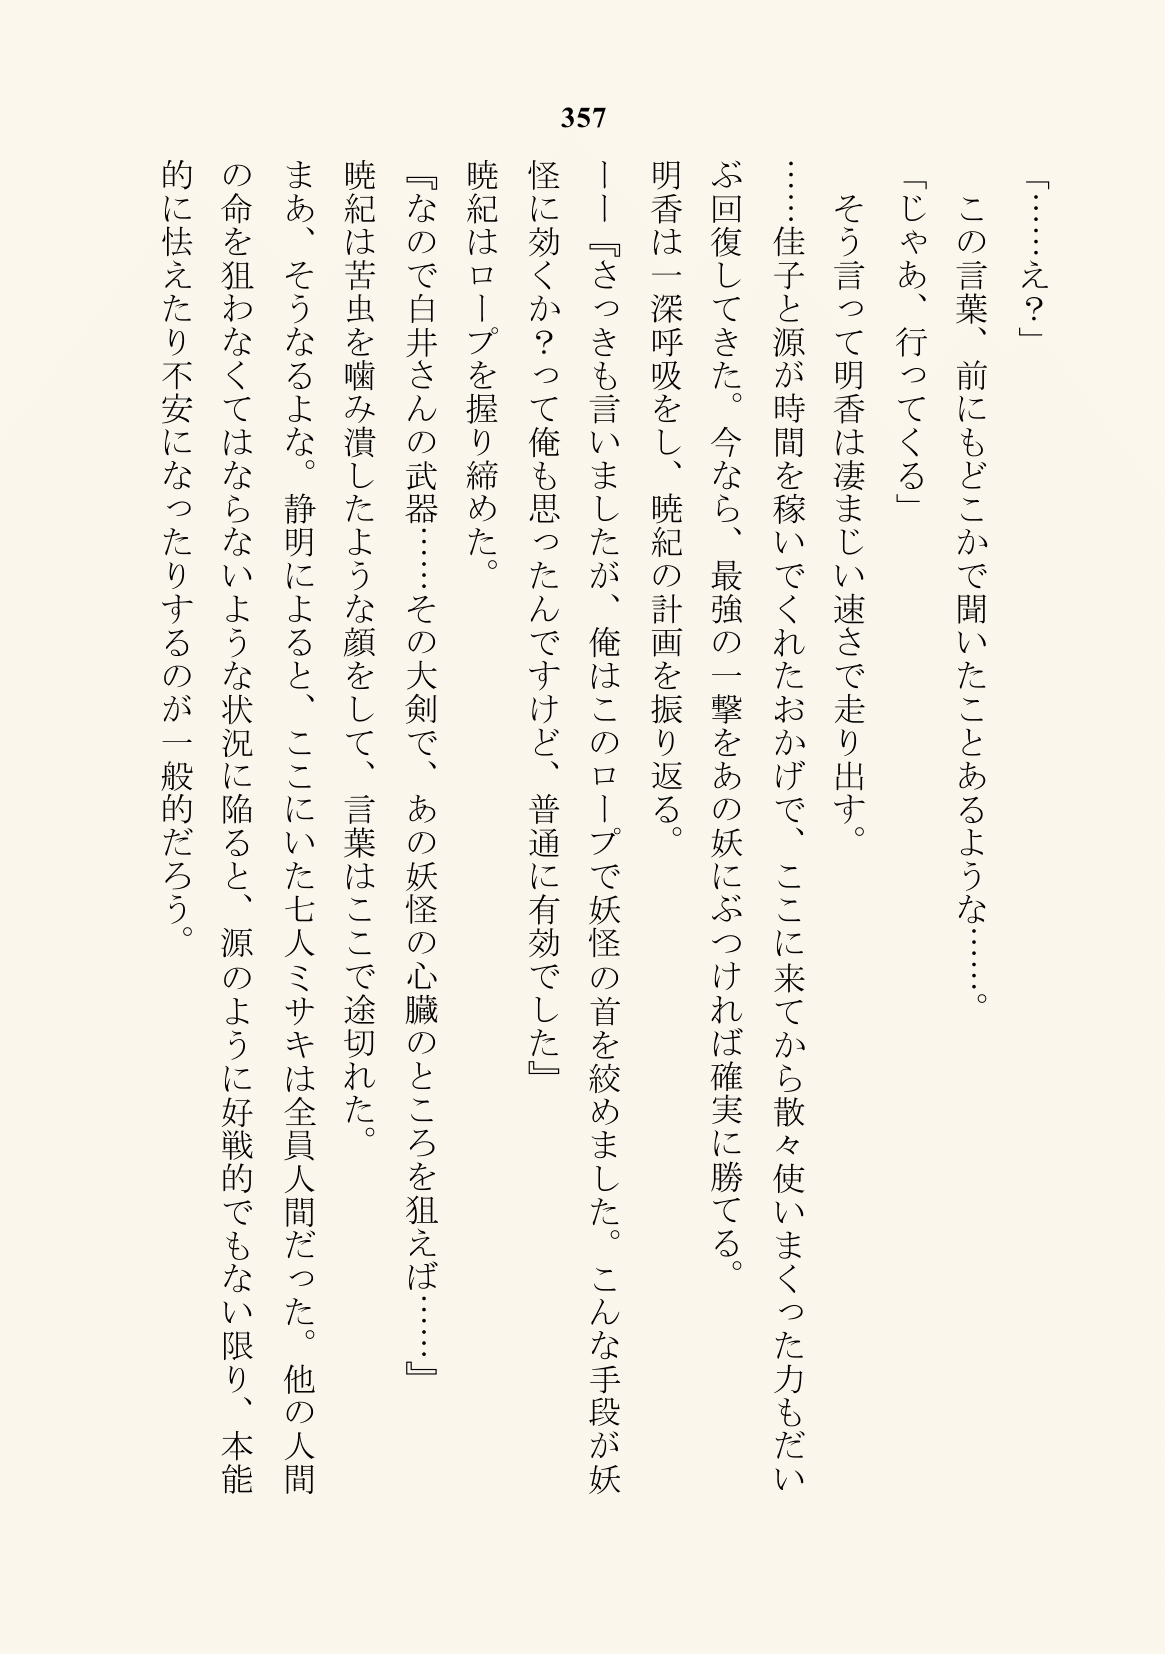 357
「……え？」
　この言葉、前にもどこかで聞いたことあるような……。
「じゃあ、行ってくる」
　そう言って明香は凄まじい速さで走り出す。
……佳子と源が時間を稼いでくれたおかげで、ここに来てから散々使いまくった力もだい
ぶ回復してきた。今なら、最強の一撃をあの妖にぶつければ確実に勝てる。
明香は一深呼吸をし、暁紀の計画を振り返る。
ーー『さっきも言いましたが、俺はこのロープで妖怪の首を絞めました。こんな手段が妖
怪に効くか？って俺も思ったんですけど、普通に有効でした』
暁紀はロープを握り締めた。
『なので白井さんの武器……その大剣で、あの妖怪の心臓のところを狙えば……』
暁紀は苦虫を噛み潰したような顔をして、言葉はここで途切れた。
まあ、そうなるよな。静明によると、ここにいた七人ミサキは全員人間だった。他の人間
の命を狙わなくてはならないような状況に陥ると、源のように好戦的でもない限り、本能
的に怯えたり不安になったりするのが一般的だろう。